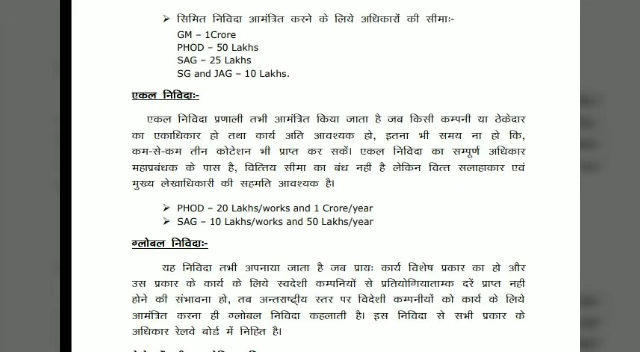 ➢ सिमित निविदा आमंत्रित करने के लिये अधिकारों की सीमाः-
GM – 1Crore
PHOD – 50 Lakhs
SAG – 25 Lakhs
SG and JAG – 10 Lakhs.
एकल निविदाः-
एकल निविदा प्रणाली तभी आमंत्रित किया जाता है जब किसी कम्पनी या ठेकेदार
का एकाधिकार हो तथा कार्य अति आवश्यक हो, इतना भी समय ना हो कि,
कम-से-कम तीन कोटेशन भी प्राप्त कर सकें। एकल निविदा का सम्पूर्ण अधिकार
महाप्रबंधक के पास है, वित्तिय सीमा का बंध नही है लेकिन वित्त सलाहाकार एवं
मुख्य लेखाधिकारी की सहमति आवश्यक है।
➢ PHOD – 20 Lakhs/works and 1 Crore/year
➢ SAG – 10 Lakhs/works and 50 Lakhs/year
ग्लोबल निविदाः-
यह निविदा तभी अपनाया जाता है जब प्रायः कार्य विशेष प्रकार का हो और
उस प्रकार के कार्य के लिये स्वदेशी कम्पनियों से प्रतियोगियाताम्क दरें प्राप्त नही
होने की संभावना हो, तब अन्तराष्ट्रीय स्तर पर विदेशी कम्पनीयों को कार्य के लिये
आमंत्रित करना ही ग्लोबल निविदा कहलाती है। इस निविदा से सभी प्रकार के
अधिकार रेलवे बोर्ड में निहित है।